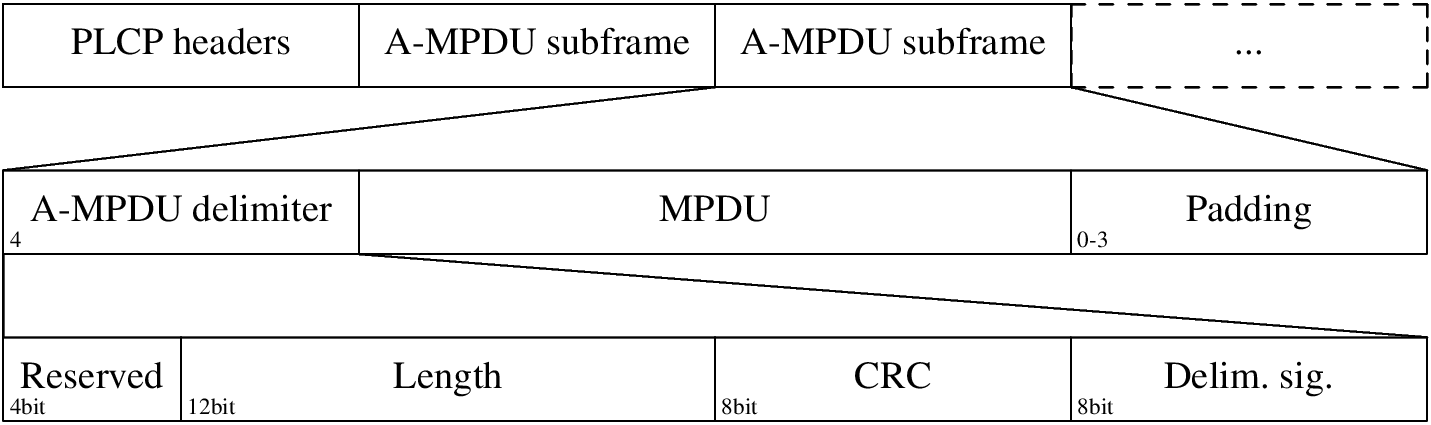 PLCP headers A-MPDU subframe A-MPDU subframe ...
A-MPDU delimiter MPDU Padding
4 0-3
Reserved Length CRC Delim. sig.
4bit 12bit 8bit 8bit